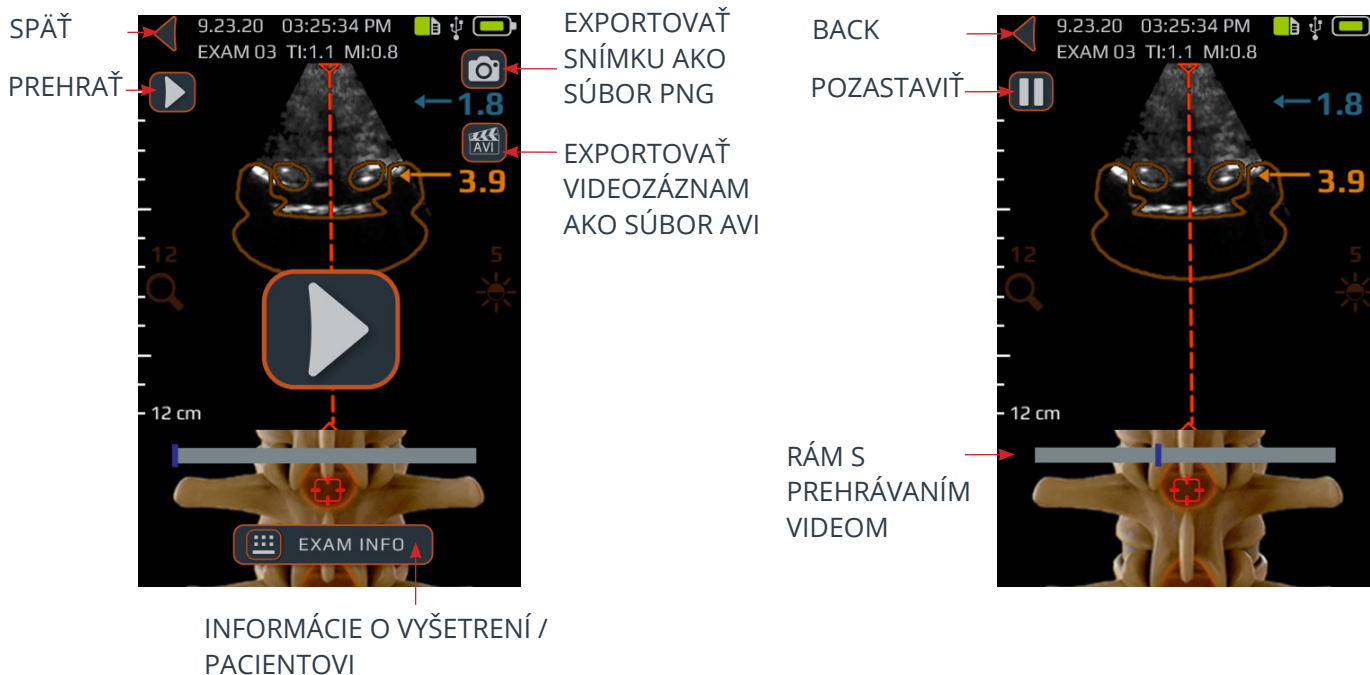 SPÄŤ
PREHRAŤ
9.23.20 03:25:34 PM
EXAM 03 TI:1.1 MI:0.8
1.8
AVI
3.9
12
5
12 cm
EXAM INFO
EXPORTOVAŤ
SNÍMKU AKO
SÚBOR PNG
EXPORTOVAŤ
VIDEOZÁZNAM
AKO SÚBOR AVI
INFORMÁCIE O VYŠETRENÍ /
PACIENTOVI
BACK
POZASTAVIŤ
9.23.20 03:25:34 PM
EXAM 03 TI:1.1 MI:0.8
1.8
3.9
12
5
12 cm
RÁM S
PREHRÁVANÍM
VIDEOM